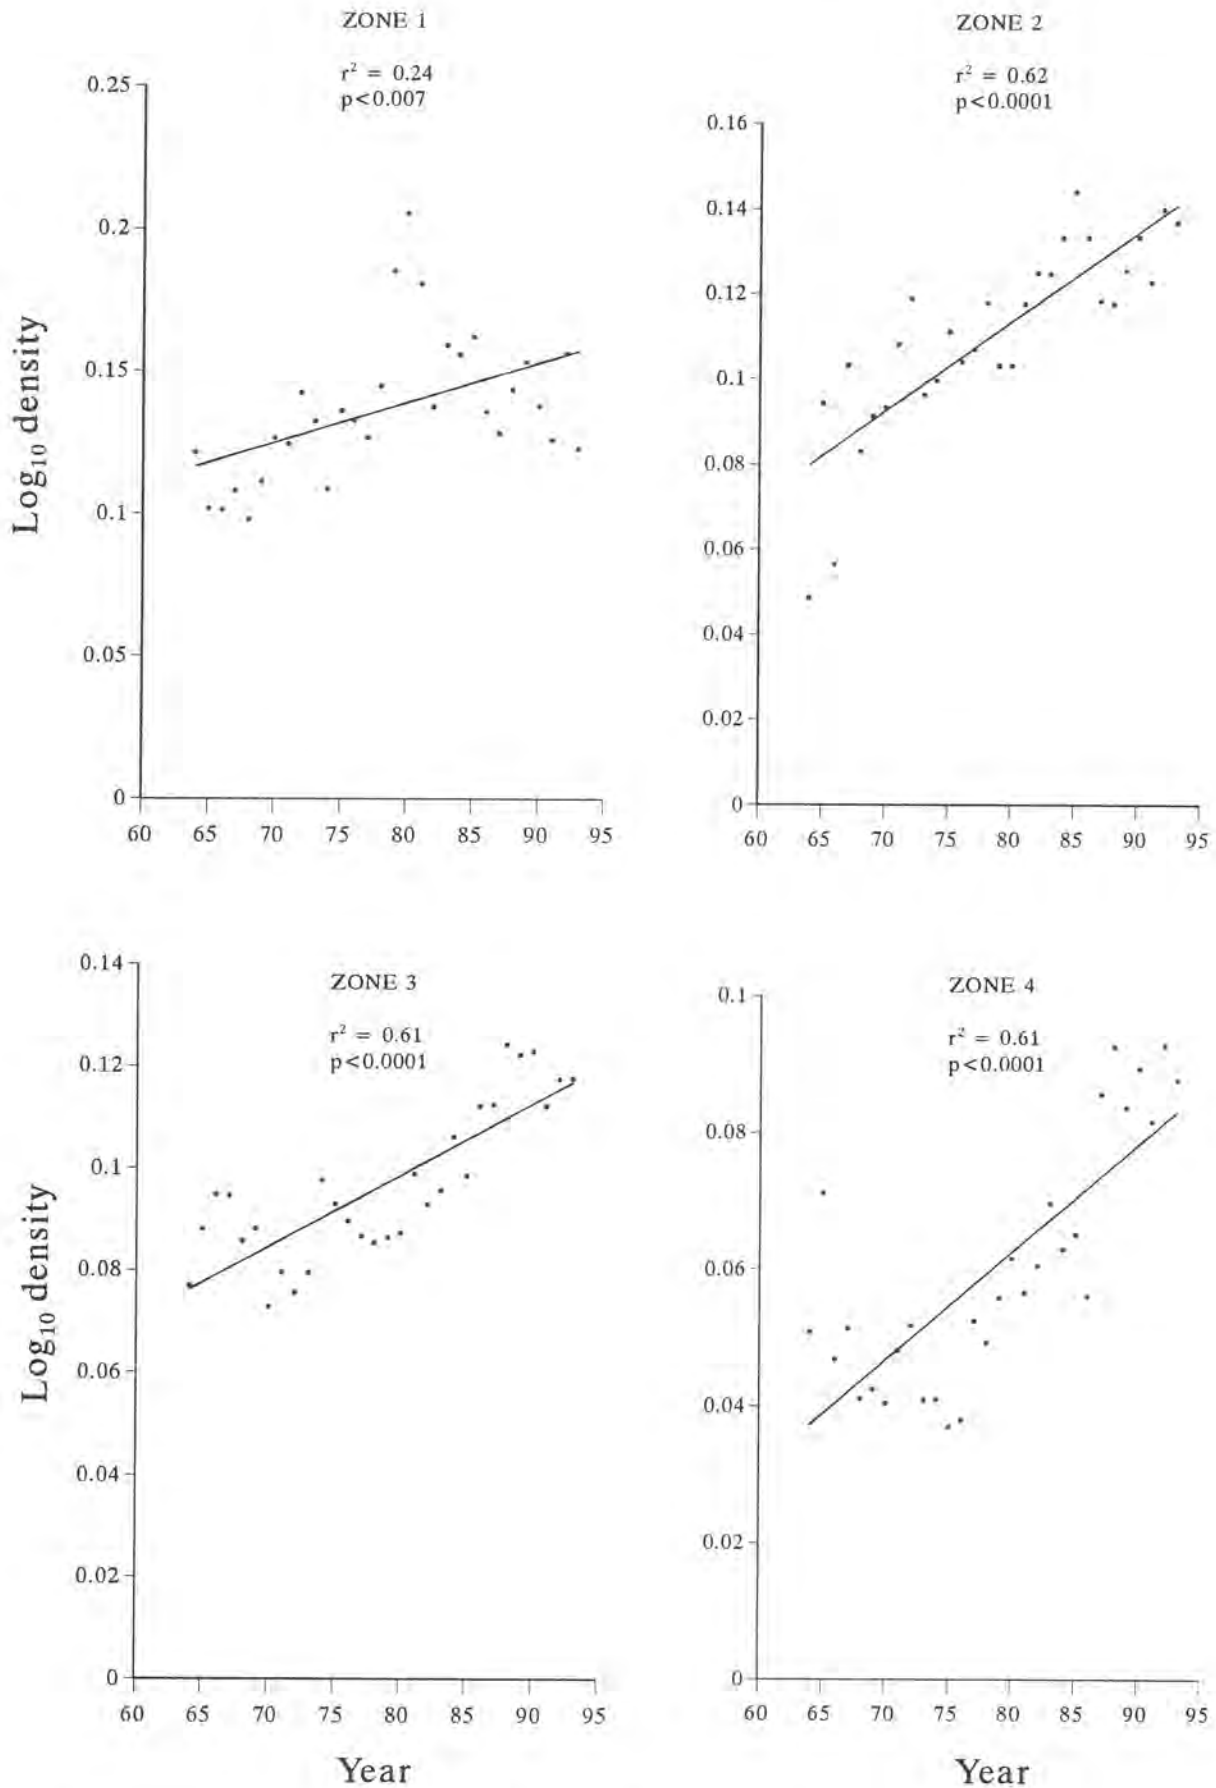 ZONE 1
r² = 0.24
p<0.007
0.25
0.2
0.15
0.1
0.05
0
60 65 70 75 80 85 90 95
Log₁₀ density
ZONE 2
r² = 0.62
p<0.0001
0.16
0.14
0.12
0.1
0.08
0.06
0.04
0.02
0
60 65 70 75 80 85 90 95
ZONE 3
r² = 0.61
p<0.0001
0.14
0.12
0.1
0.08
0.06
0.04
0.02
0
60 65 70 75 80 85 90 95
Log₁₀ density
Year
ZONE 4
r² = 0.61
p<0.0001
0.1
0.08
0.06
0.04
0.02
0
60 65 70 75 80 85 90 95
Year